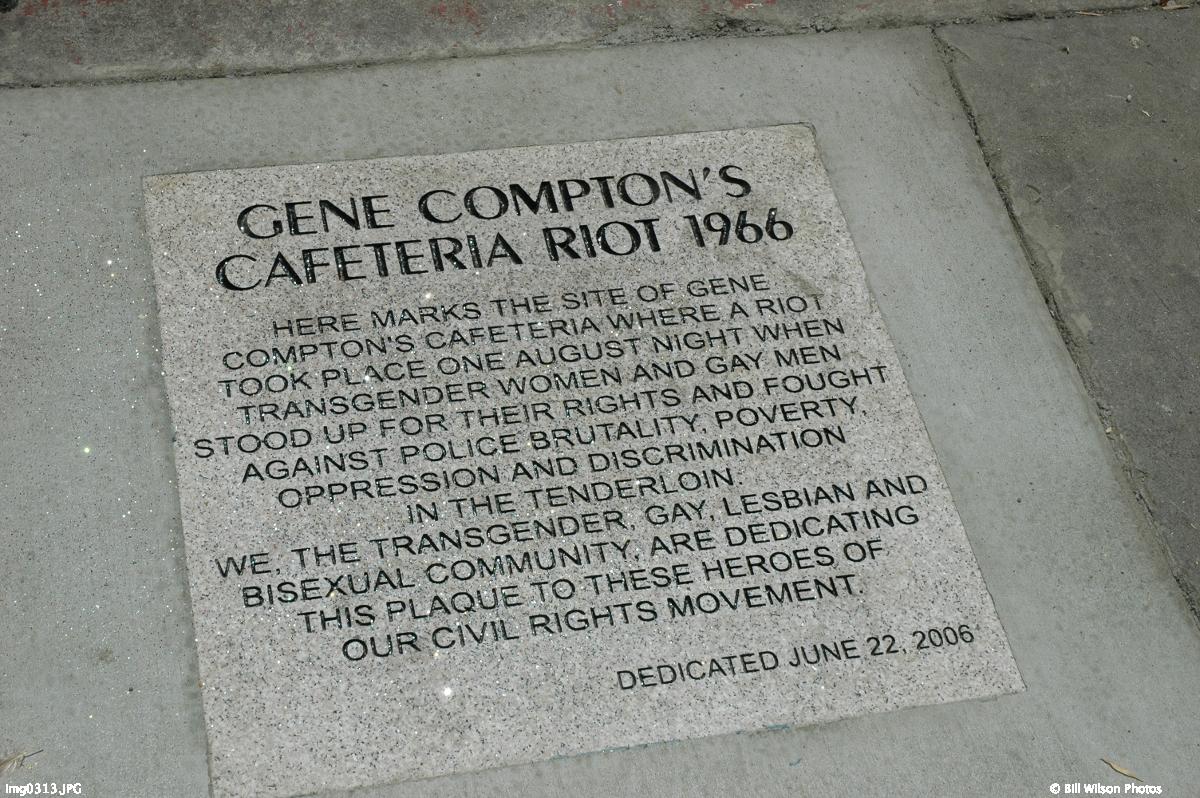 GENE COMPTON'S
CAFETERIA RIOT 1966
HERE MARKS THE SITE OF GENE
COMPTON'S CAFETERIA WHERE A RIOT
TOOK PLACE ONE AUGUST NIGHT WHEN
TRANSGENDER WOMEN AND GAY MEN
STOOD UP FOR THEIR RIGHTS AND FOUGHT
AGAINST POLICE BRUTALITY, POVERTY,
OPPRESSION AND DISCRIMINATION
IN THE TENDERLOIN.
WE, THE TRANSGENDER, GAY, LESBIAN AND
BISEXUAL COMMUNITY, ARE DEDICATING
THIS PLAQUE TO THESE HEROES OF
OUR CIVIL RIGHTS MOVEMENT.
DEDICATED JUNE 22, 2006
Img0313.JPG
© Bill Wilson Photos